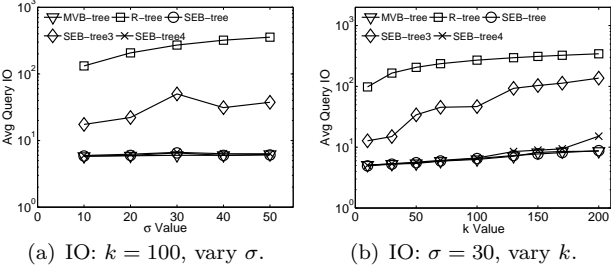 MVB-tree R-tree SEB-tree
SEB-tree3 SEB-tree4
Avg Query IO
10^3
10^2
10^1
10^0
0 10 20 30 40 50
σ Value
(a) IO: k = 100, vary σ.
MVB-tree R-tree SEB-tree
SEB-tree3 SEB-tree4
Avg Query IO
10^3
10^2
10^1
10^0
0 50 100 150 200
k Value
(b) IO: σ = 30, vary k.